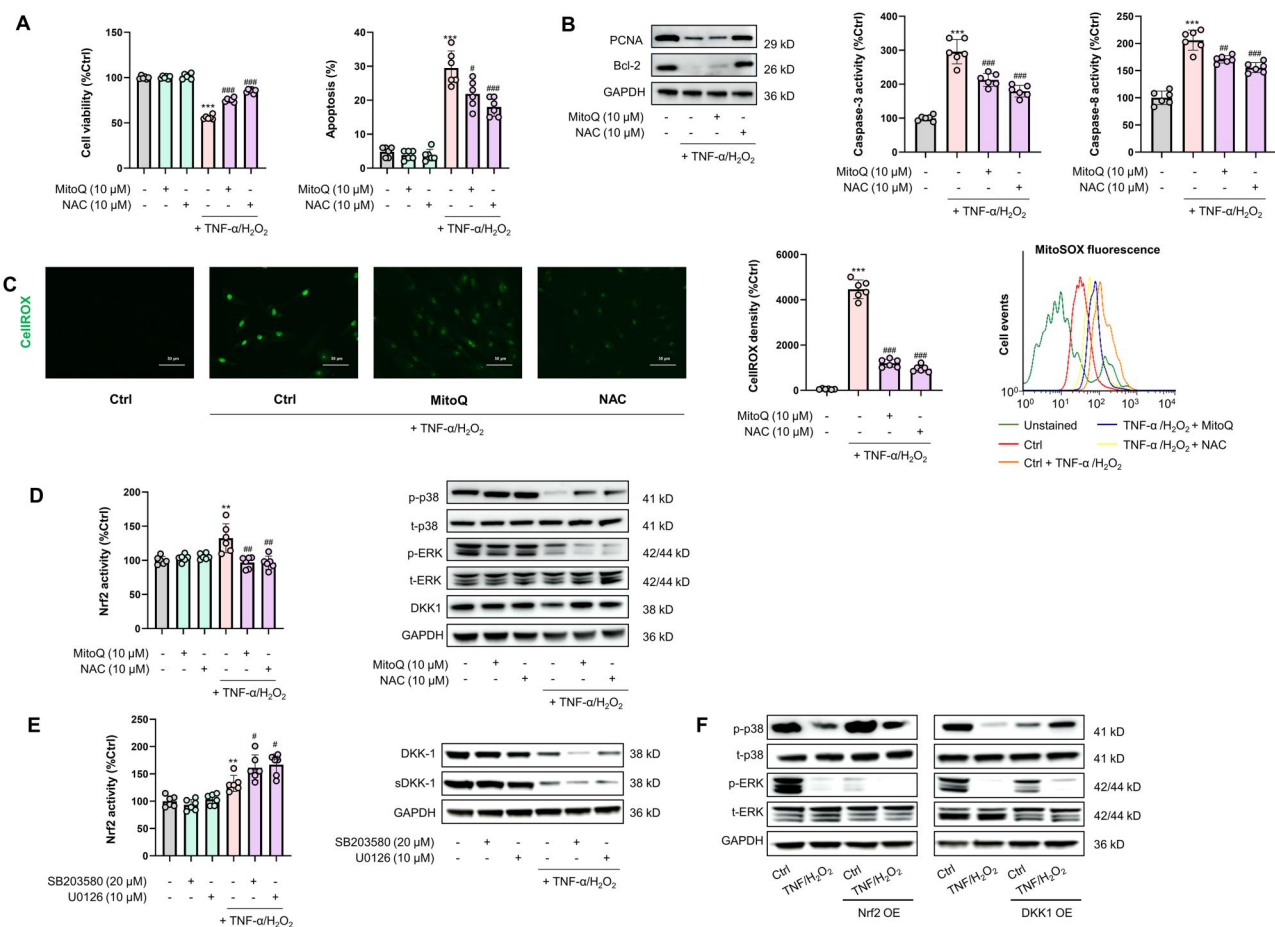 A
Cell viability (%Ctrl)
150
100
50
0
MitoQ (10 μM) - + - - + -
NAC (10 μM) - - + - - +
+ TNF-α/H₂O₂
*** ### ###
Apoptosis (%)
40
30
20
10
0
MitoQ (10 μM) - + - - + -
NAC (10 μM) - - + - - +
+ TNF-α/H₂O₂
*** # ###
B
PCNA 29 kD
Bcl-2 26 kD
GAPDH 36 kD
MitoQ (10 μM) - - + -
NAC (10 μM) - - - +
+ TNF-α/H₂O₂
Caspase-3 activity (%Ctrl)
400
300
200
100
0
*** ### ###
MitoQ (10 μM) - - + -
NAC (10 μM) - - - +
+ TNF-α/H₂O₂
Caspase-8 activity (%Ctrl)
250
200
150
100
50
0
*** ## ###
MitoQ (10 μM) - - + -
NAC (10 μM) - - - +
+ TNF-α/H₂O₂
C
CellROX
50 μm 50 μm 50 μm 50 μm
Ctrl Ctrl MitoQ NAC
+ TNF-α/H₂O₂
CellROX density (%Ctrl)
6000
4000
2000
0
*** ### ###
MitoQ (10 μM) - - + -
NAC (10 μM) - - - +
+ TNF-α/H₂O₂
MitoSOX fluorescence
Cell events
10⁰
10⁰ 10¹ 10² 10³ 10⁴
Unstained
Ctrl
Ctrl + TNF-α /H₂O₂
TNF-α /H₂O₂ + MitoQ
TNF-α /H₂O₂ + NAC
D
Nrf2 activity (%Ctrl)
200
150
100
50
0
** ## ##
MitoQ (10 μM) - + - - + -
NAC (10 μM) - - + - - +
+ TNF-α/H₂O₂
p-p38 41 kD
t-p38 41 kD
p-ERK 42/44 kD
t-ERK 42/44 kD
DKK1 38 kD
GAPDH 36 kD
MitoQ (10 μM) - + - - + -
NAC (10 μM) - - + - - +
+ TNF-α/H₂O₂
E
Nrf2 activity (%Ctrl)
250
200
150
100
50
0
** # #
SB203580 (20 μM) - + - - + -
U0126 (10 μM) - - + - - +
+ TNF-α/H₂O₂
DKK-1 38 kD
sDKK-1 38 kD
GAPDH 36 kD
SB203580 (20 μM) - + - - + -
U0126 (10 μM) - - + - - +
+ TNF-α/H₂O₂
F
p-p38 41 kD
t-p38 41 kD
p-ERK 42/44 kD
t-ERK 42/44 kD
GAPDH 36 kD
Ctrl TNF/H₂O₂ Ctrl TNF/H₂O₂ Ctrl TNF/H₂O₂ Ctrl TNF/H₂O₂
Nrf2 OE DKK1 OE